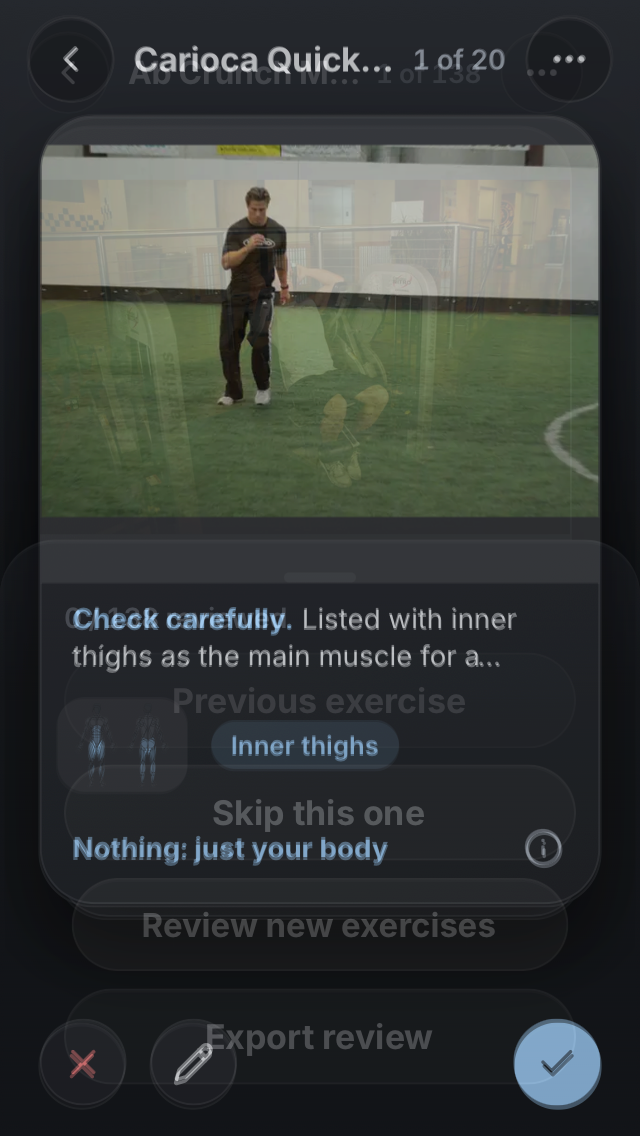 Carioca Quick... 1 of 20
Ab Crunch M... 1 of 138
Check carefully. Listed with inner
thighs as the main muscle for a...
Previous exercise
Inner thighs
Skip this one
Nothing: just your body
Review new exercises
Export review